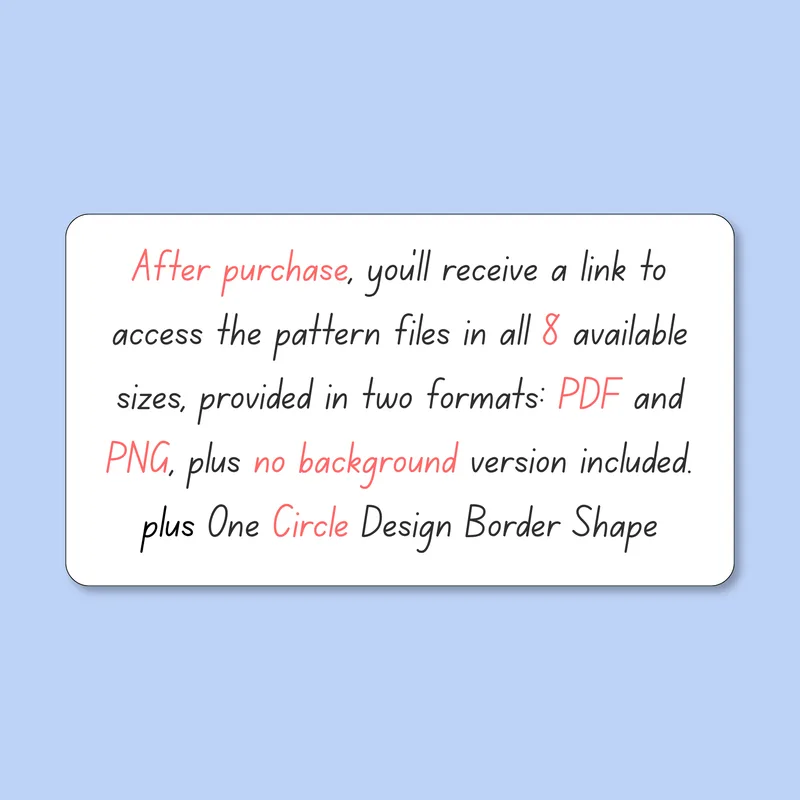 After purchase, you'll receive a link to
access the pattern files in all 8 available
sizes, provided in two formats: PDF and
PNG, plus no background version included.
plus One Circle Design Border Shape